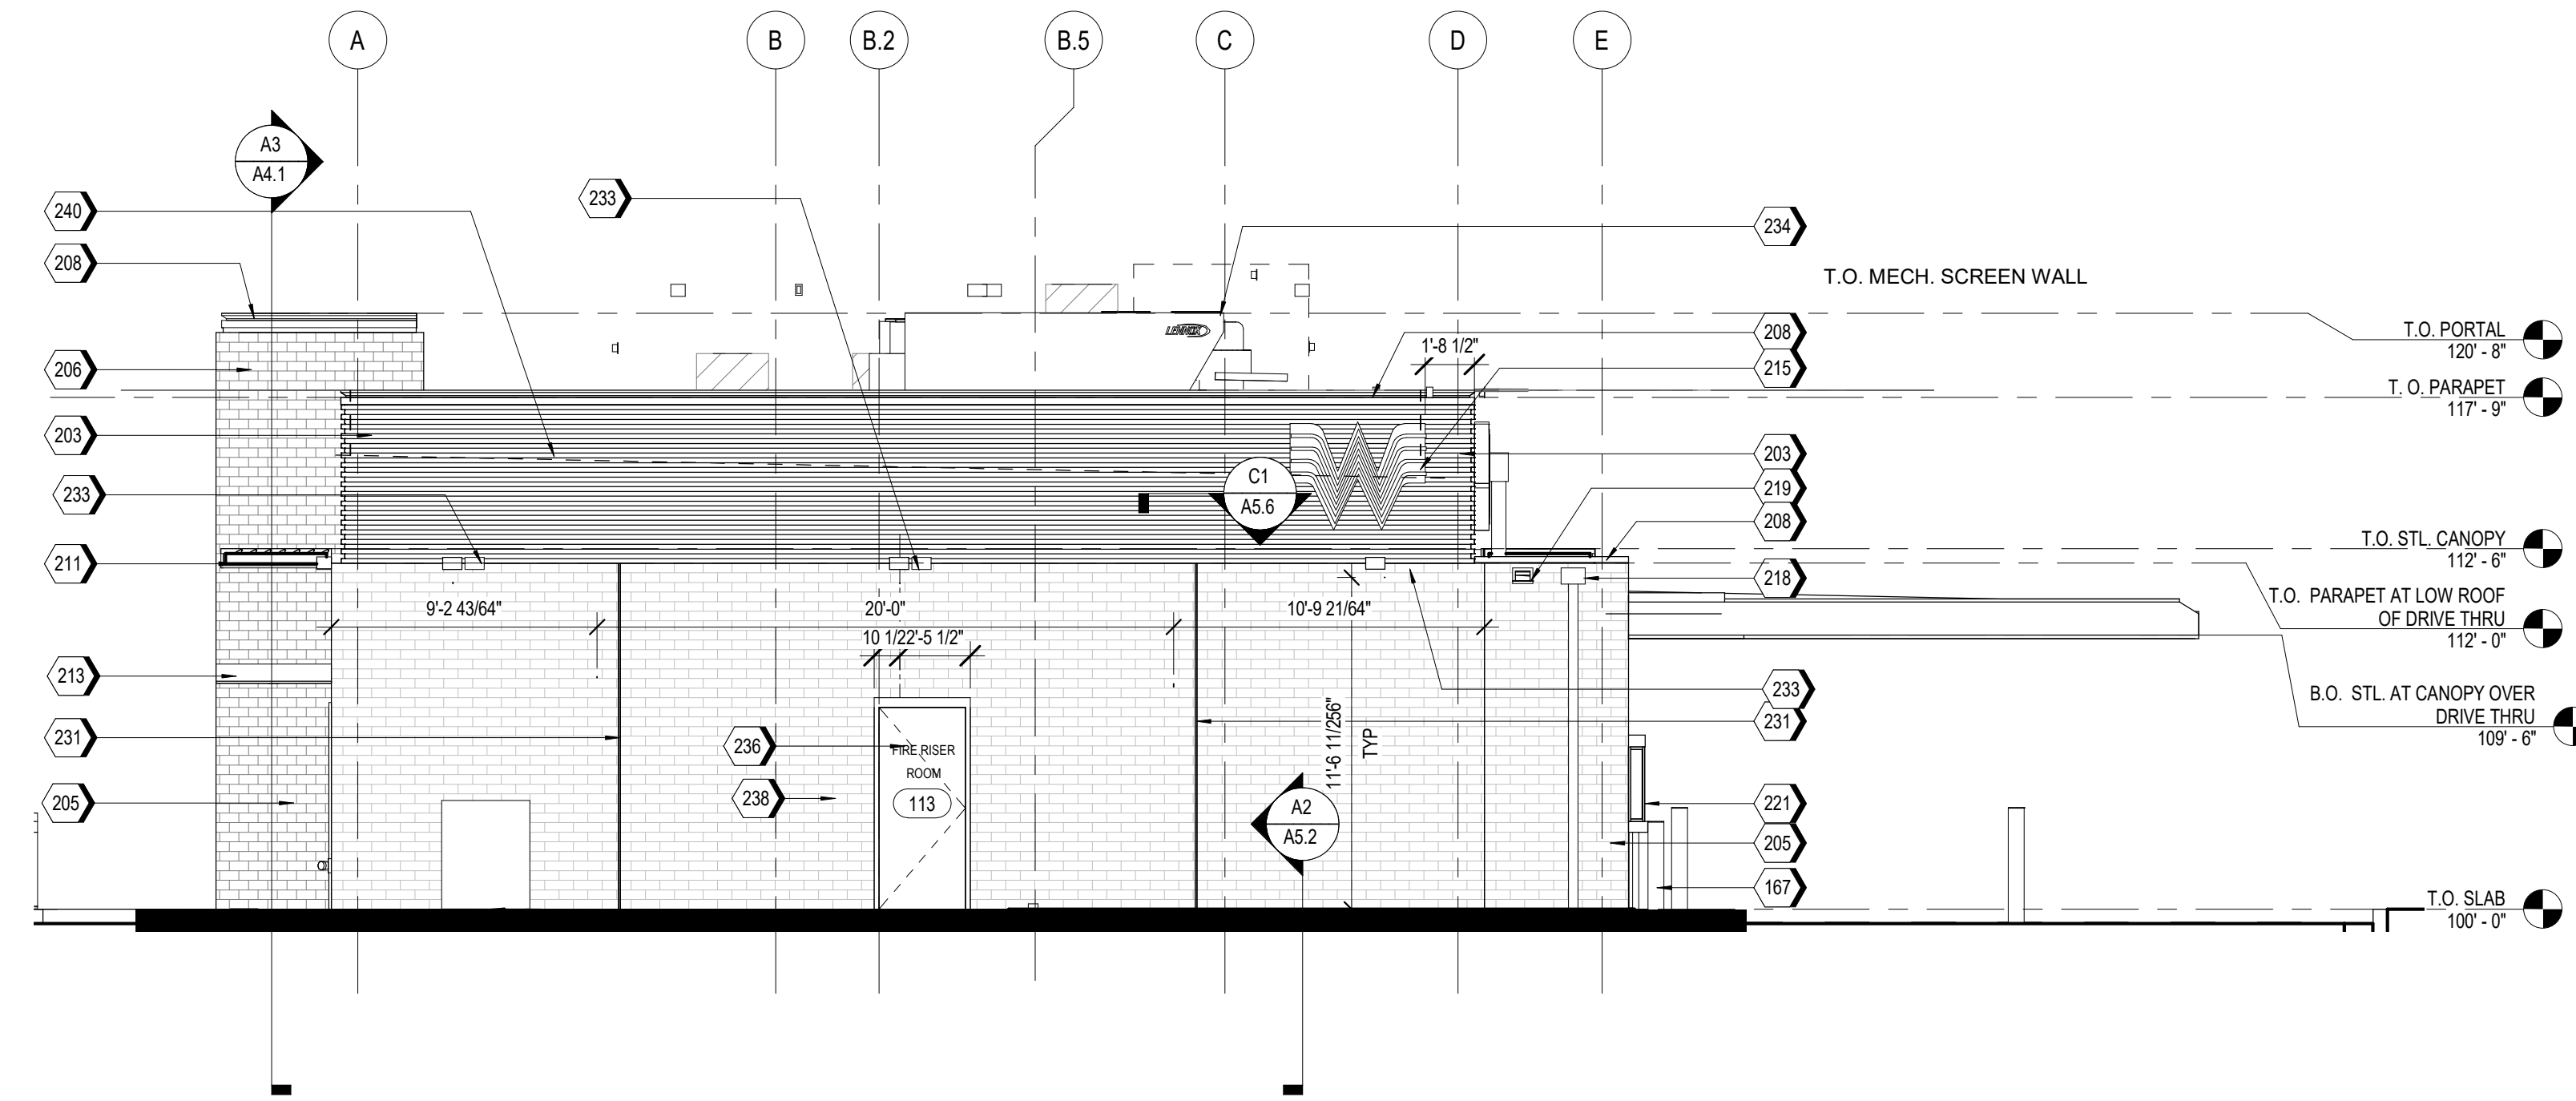 A
B
B.2
B.5
C
D
E
A3
A4.1
240
233
234
208
T.O. MECH. SCREEN WALL
LENNOX
206
1'-8 1/2"
208
215
T.O. PORTAL
120' - 8"
T. O. PARAPET
117' - 9"
203
203
C1
A5.6
219
233
208
211
218
T.O. STL. CANOPY
112' - 6"
9'-2 43/64"
20'-0"
10'-9 21/64"
10 1/22'-5 1/2"
T.O. PARAPET AT LOW ROOF
OF DRIVE THRU
112' - 0"
213
233
231
236
FIRE RISER
ROOM
113
238
11'-6 11/256"
TYP
231
B.O. STL. AT CANOPY OVER
DRIVE THRU
109' - 6"
205
A2
A5.2
221
205
167
T.O. SLAB
100' - 0"